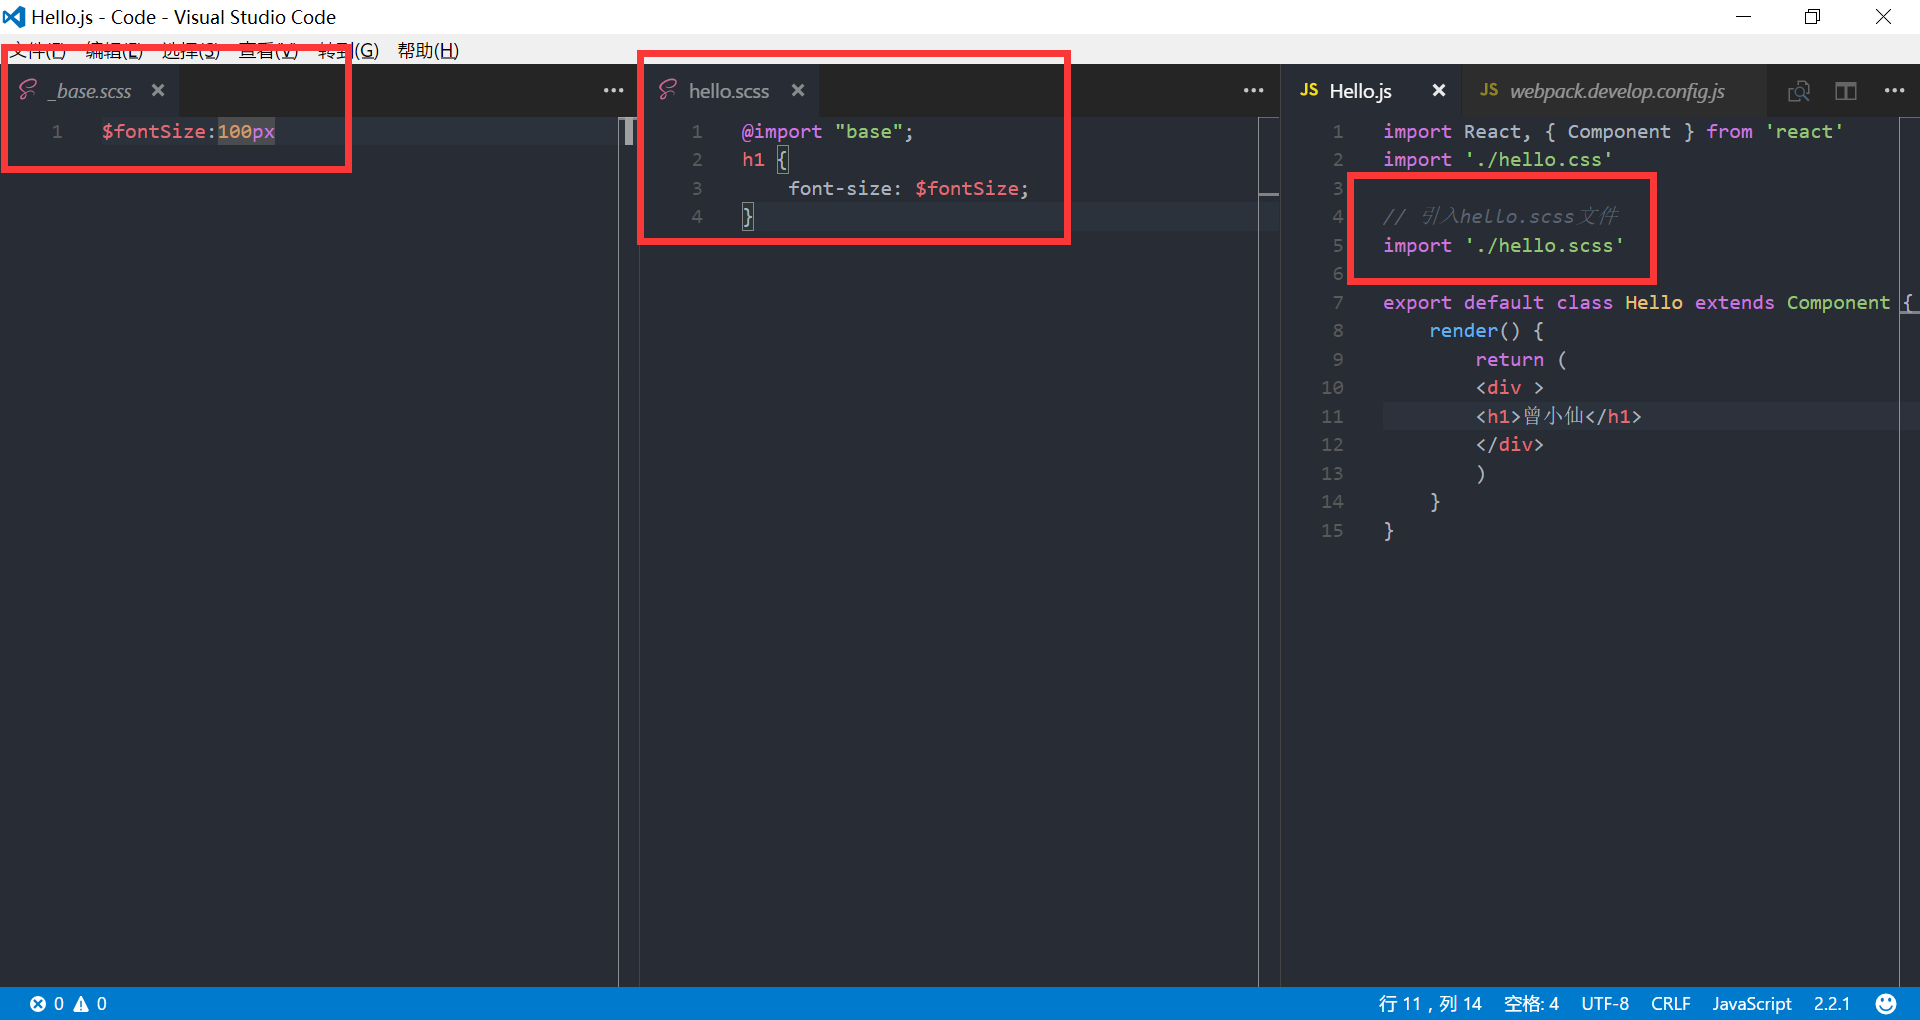 Hello.js - Code - Visual Studio Code
文件(F) 编辑(E) 选择(S) 查看(V) 转到(G) 帮助(H)
_base.scss
1 $fontSize:100px
hello.scss
1 @import "base";
2 h1 {
3 font-size: $fontSize;
4 }
JS Hello.js JS webpack.develop.config.js
1 import React, { Component } from 'react'
2 import './hello.css'
3
4 // 引入hello.scss文件
5 import './hello.scss'
6
7 export default class Hello extends Component {
8 render() {
9 return (
10 <div >
11 <h1>曾小仙</h1>
12 </div>
13 )
14 }
15 }
0 0 行 11，列 14 空格: 4 UTF-8 CRLF JavaScript 2.2.1